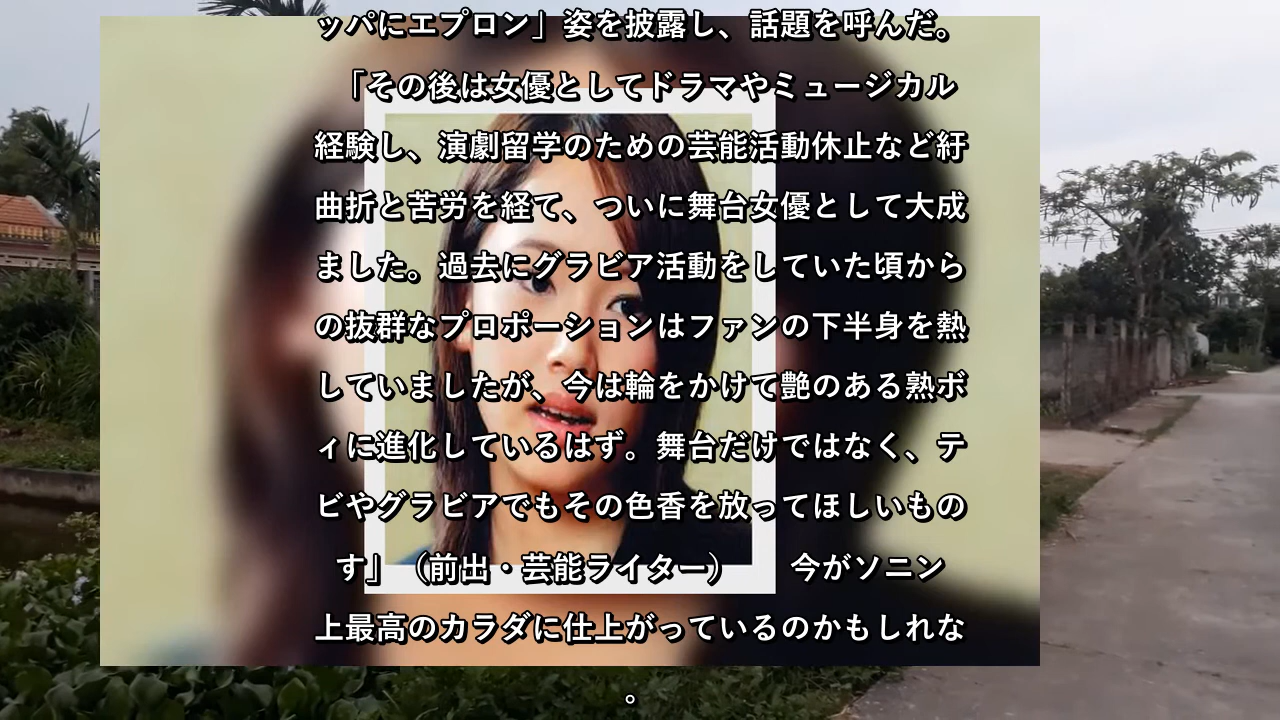 ッパにエプロン」姿を披露し、話題を呼んだ。
「その後は女優としてドラマやミュージカル
経験し、演劇留学のための芸能活動休止など紆
曲折と苦労を経て、ついに舞台女優として大成
ました。過去にグラビア活動をしていた頃から
の抜群なプロポーションはファンの下半身を熱
していましたが、今は輪をかけて艶のある熟ボ
ィに進化しているはず。舞台だけではなく、テ
ビやグラビアでもその色香を放ってほしいもの
す」（前出・芸能ライター） 今がソニン
上最高のカラダに仕上がっているのかもしれな
。